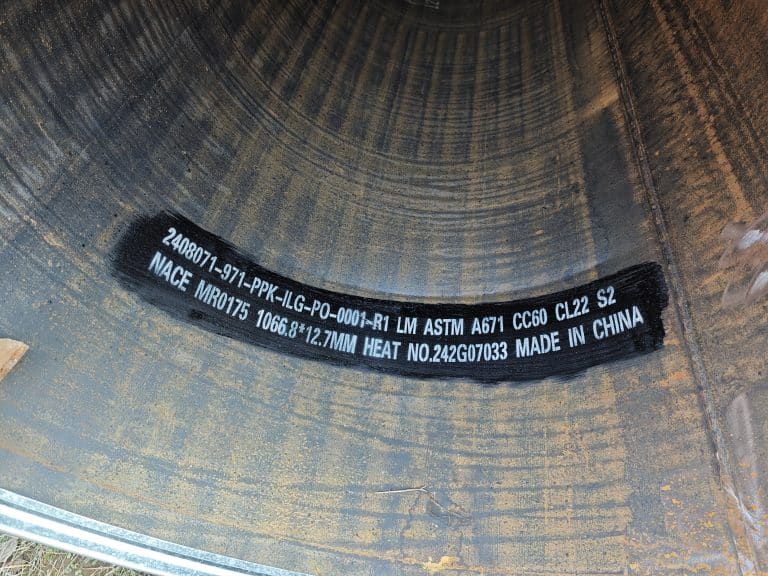 2408071-971-PPK-ILG-PO-0001-R1 LM ASTM A671 CC60 CL22 S2
NACE MR0175 1066.8*12.7MM HEAT NO.242G07033 MADE IN CHINA